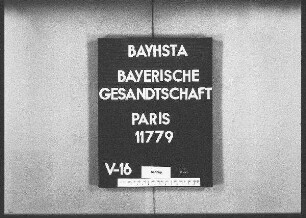 BAYHSTA
BAYERISCHE
GESANDTSCHAFT
PARIS
11779
V-16